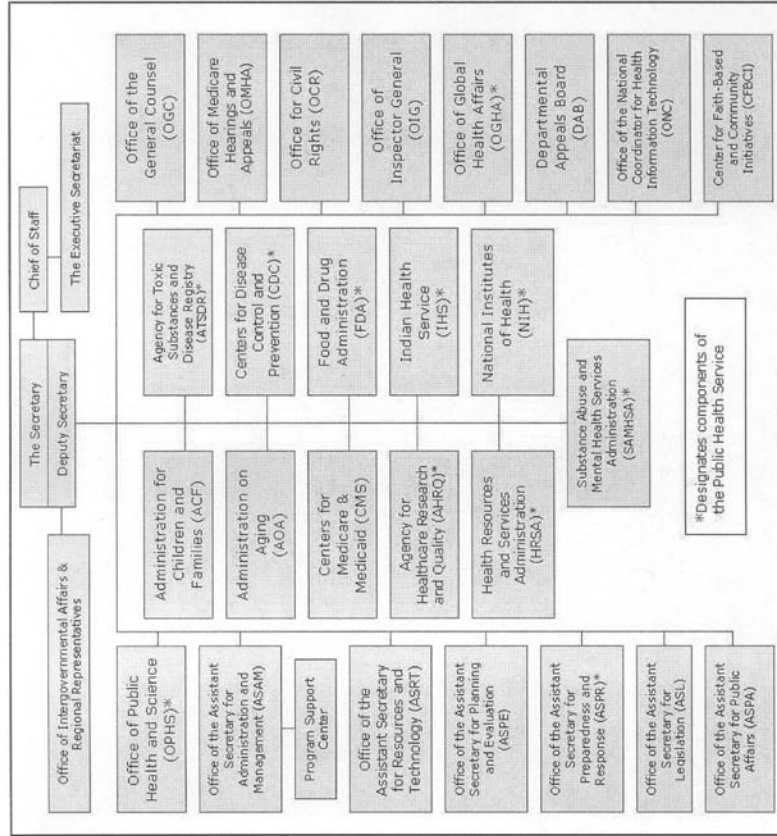 The Secretary
Deputy Secretary
Chief of Staff
The Executive Secretariat
Office of Intergovernmental Affairs &
Regional Representatives
Office of Public
Health and Science
(OPHS)*
Office of the Assistant
Secretary for
Administration and
Management (ASAM)
Program Support
Center
Office of the
Assistant Secretary
for Resources and
Technology (ASRT)
Office of the Assistant
Secretary for Planning
and Evaluation
(ASPE)
Office of the Assistant
Secretary for
Preparedness and
Response (ASPR)*
Office of the Assistant
Secretary for
Legislation (ASL)
Office of the Assistant
Secretary for Public
Affairs (ASPA)
Administration for
Children and
Families (ACF)
Administration on
Aging
(AOA)
Centers for
Medicare &
Medicaid (CMS)
Agency for
Healthcare Research
and Quality (AHRQ)*
Health Resources
and Services
Administration
(HRSA)*
Agency for Toxic
Substances and
Disease Registry
(ATSDR)*
Centers for Disease
Control and
Prevention (CDC)*
Food and Drug
Administration
(FDA)*
Indian Health
Service
(IHS)*
National Institutes
of Health
(NIH)*
Substance Abuse and
Mental Health Services
Administration
(SAMHSA)*
Office of the
General Counsel
(OGC)
Office of Medicare
Hearings and
Appeals (OMHA)
Office for Civil
Rights (OCR)
Office of
Inspector General
(OIG)
Office of Global
Health Affairs
(OGHA)*
Departmental
Appeals Board
(DAB)
Office of the National
Coordinator for Health
Information Technology
(ONC)
Center for Faith-Based
and Community
Initiatives (CFBCI)
*Designates components of
the Public Health Service